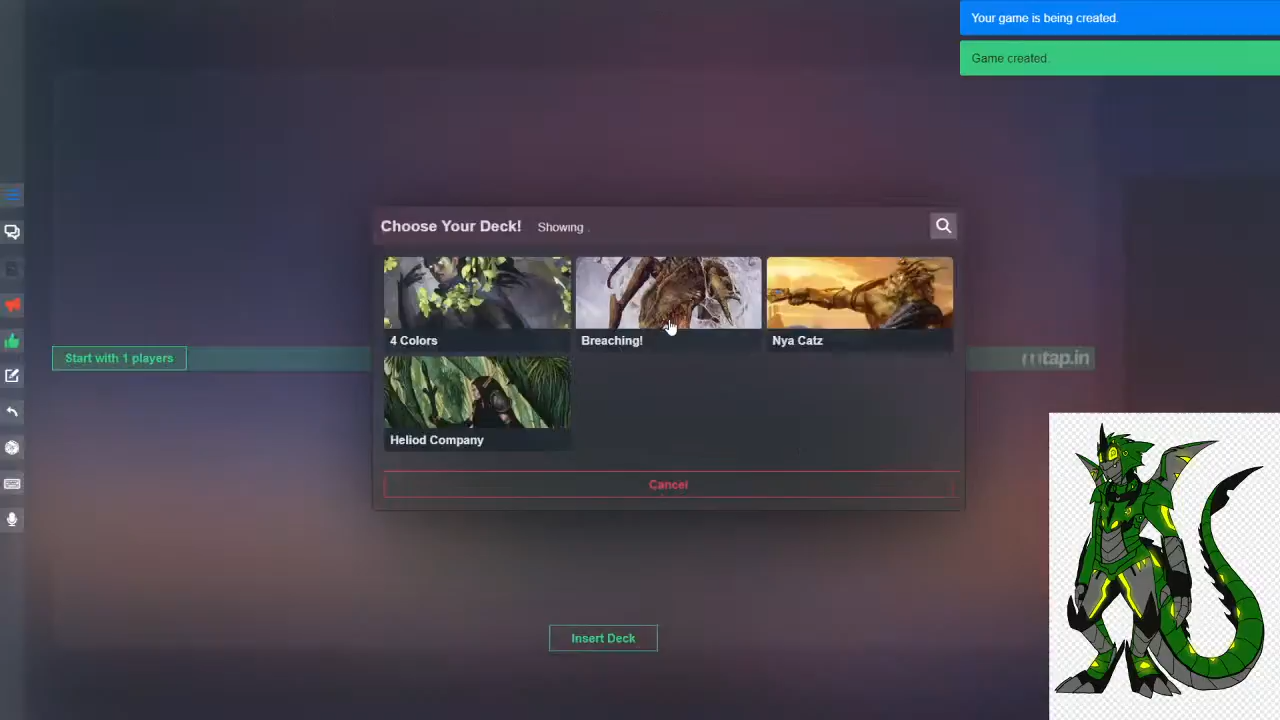 Your game is being created.
Game created.
Choose Your Deck! Showing .
4 Colors
Breaching!
Nya Catz
Start with 1 players
tap.in
Heliod Company
Cancel
Insert Deck